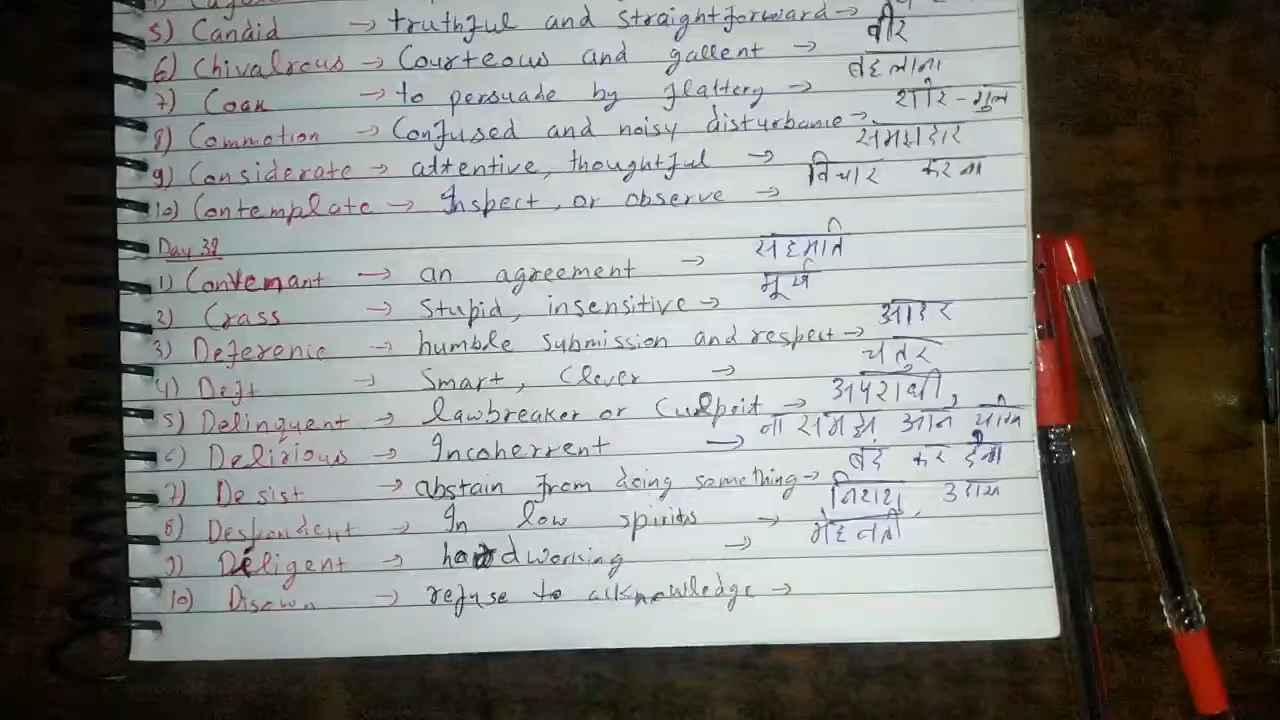 5) Candid → truthful and straightforward →
6) Chivalrous → Courteous and gallent → वीर
7) Coax → to persuade by flattery → बहलाना
8) Commotion → Confused and noisy disturbance → शोर-गुल
9) Considerate → attentive, thoughtful → समझदार
10) Contemplate → Inspect, or observe → विचार करना
Day 38
1) Convemant → an agreement → सहमति
2) Crass → Stupid, insensitive → मूर्ख
3) Deferenic → humble submission and respect → आदर
4) Deft → Smart, Clever → चतुर
5) Delinquent → lawbreaker or Culprit → अपराधी,
6) Delirious → Incoherrent → ना समझे,
7) Desist → abstain from doing something → बंद कर देना
8) Despondent → In low spirits → निराश, उदास
9) Deligent → hardworking → मेहनती
10) Disown → refuse to acknowledge →